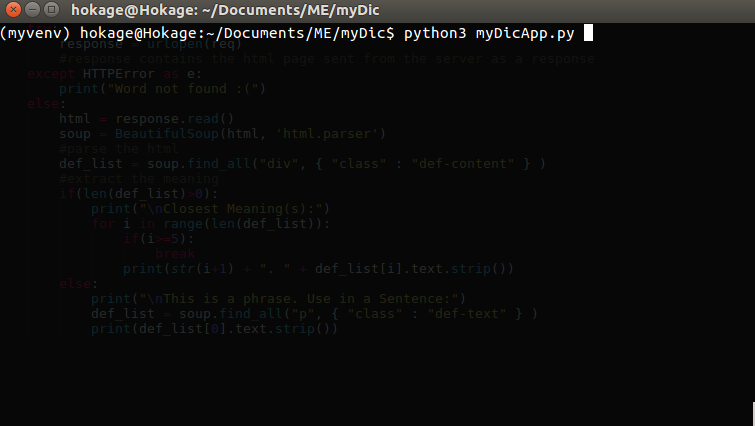 hokage@Hokage: ~/Documents/ME/myDic
(myvenv) hokage@Hokage:~/Documents/ME/myDic$ python3 myDicApp.py
response = urlopen(req)
#response contains the html page sent from the server as a response
except HTTPError as e:
print("Word not found :(")
else:
html = response.read()
soup = BeautifulSoup(html, 'html.parser')
#parse the html
def_list = soup.find_all("div", { "class" : "def-content" } )
#extract the meaning
if(len(def_list)>0):
print("\nClosest Meaning(s):")
for i in range(len(def_list)):
if(i>=5):
break
print(str(i+1) + ". " + def_list[i].text.strip())
else:
print("\nThis is a phrase. Use in a Sentence:")
def_list = soup.find_all("p", { "class" : "def-text" } )
print(def_list[0].text.strip())